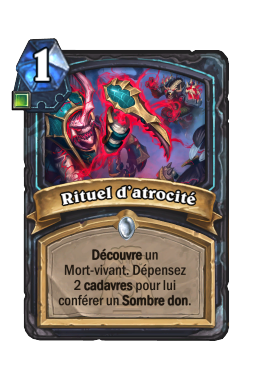 1
Rituel d'atrocité
Découvre un
Mort-vivant. Dépensez
2 cadavres pour lui
conférer un Sombre don.